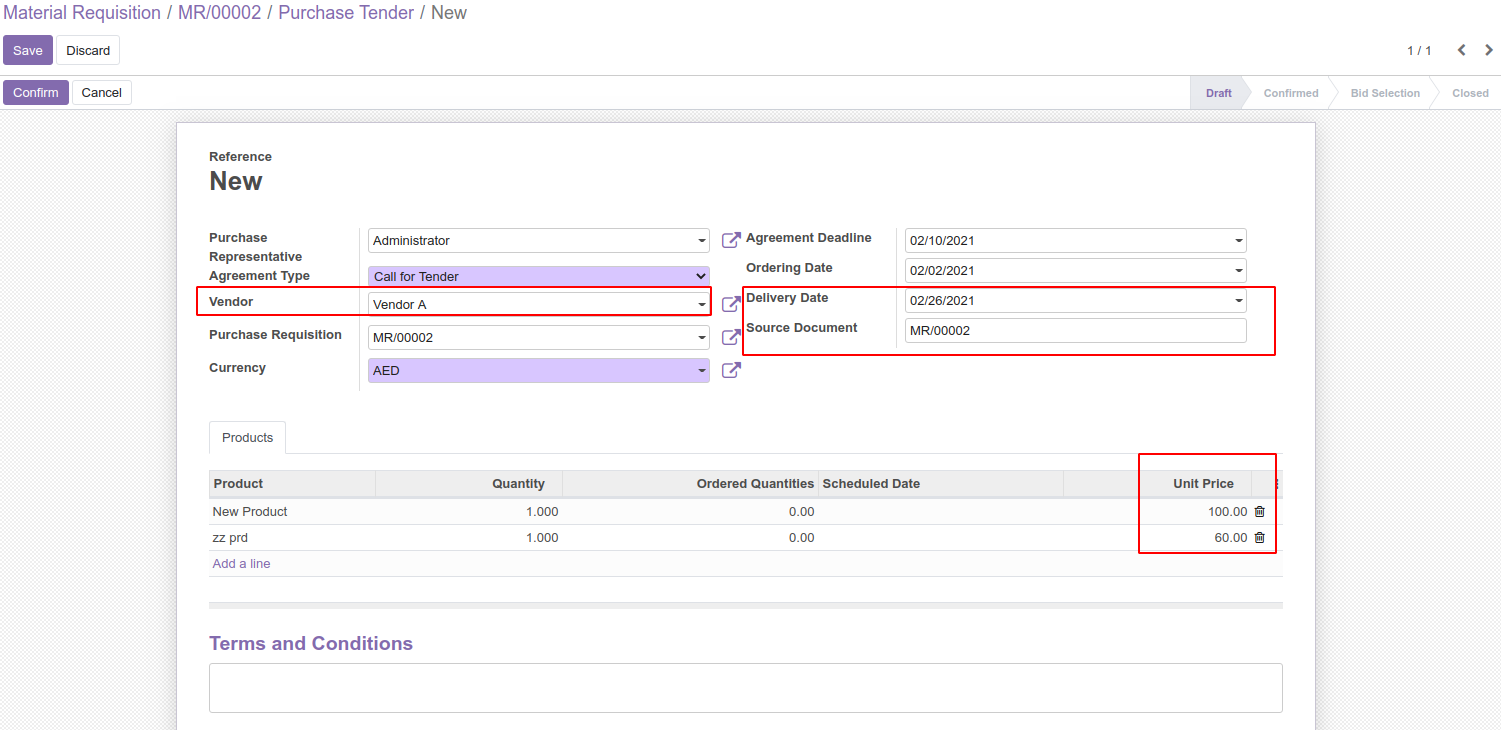 Material Requisition / MR/00002 / Purchase Tender / New
Save Discard 1 / 1
Confirm Cancel Draft Confirmed Bid Selection Closed
Reference
New
Purchase Representative Administrator
Agreement Type Call for Tender
Vendor Vendor A
Purchase Requisition MR/00002
Currency AED
Agreement Deadline 02/10/2021
Ordering Date 02/02/2021
Delivery Date 02/26/2021
Source Document MR/00002
Products
Product Quantity Ordered Quantities Scheduled Date Unit Price
New Product 1.000 0.00 100.00
zz prd 1.000 0.00 60.00
Add a line
Terms and Conditions